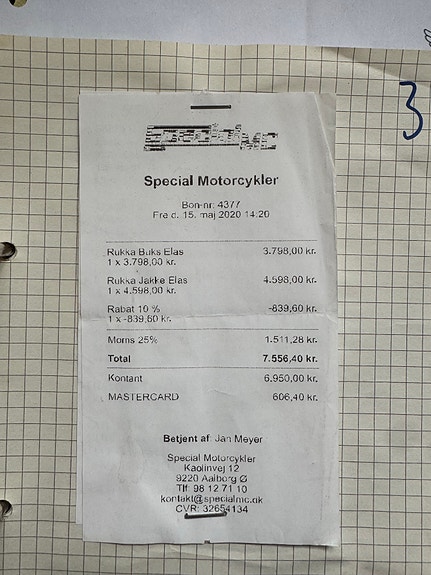 3
Special MC
Special Motorcykler
Bon-nr: 4377
Fre d. 15. maj 2020 14:20
Rukka Buks Elas 3.798,00 kr.
1 x 3.798,00 kr.
Rukka Jakke Elas 4.598,00 kr.
1 x 4.598,00 kr.
Rabat 10 % -839,60 kr.
1 x -839,60 kr.
Moms 25% 1.511,28 kr.
Total 7.556,40 kr.
Kontant 6.950,00 kr.
MASTERCARD 606,40 kr.
Betjent af: Jan Meyer
Special Motorcykler
Kaolinvej 12
9220 Aalborg Ø
Tlf: 98 12 71 10
kontakt@specialmc.dk
CVR: 32654134